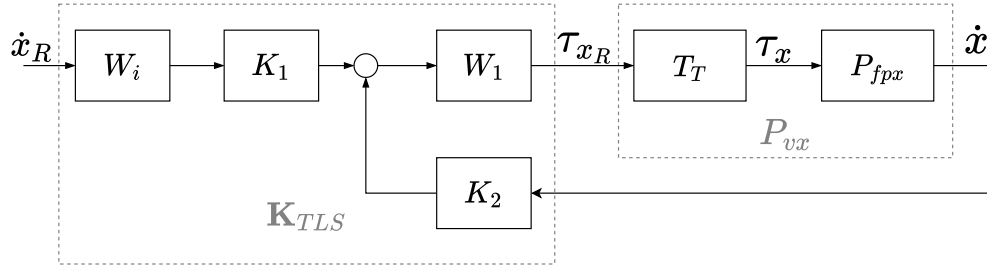 ẋ_R
W_i
K_1
W_1
τ_{x_R}
T_T
τ_x
P_{fpx}
ẋ
P_{vx}
K_2
K_{TLS}